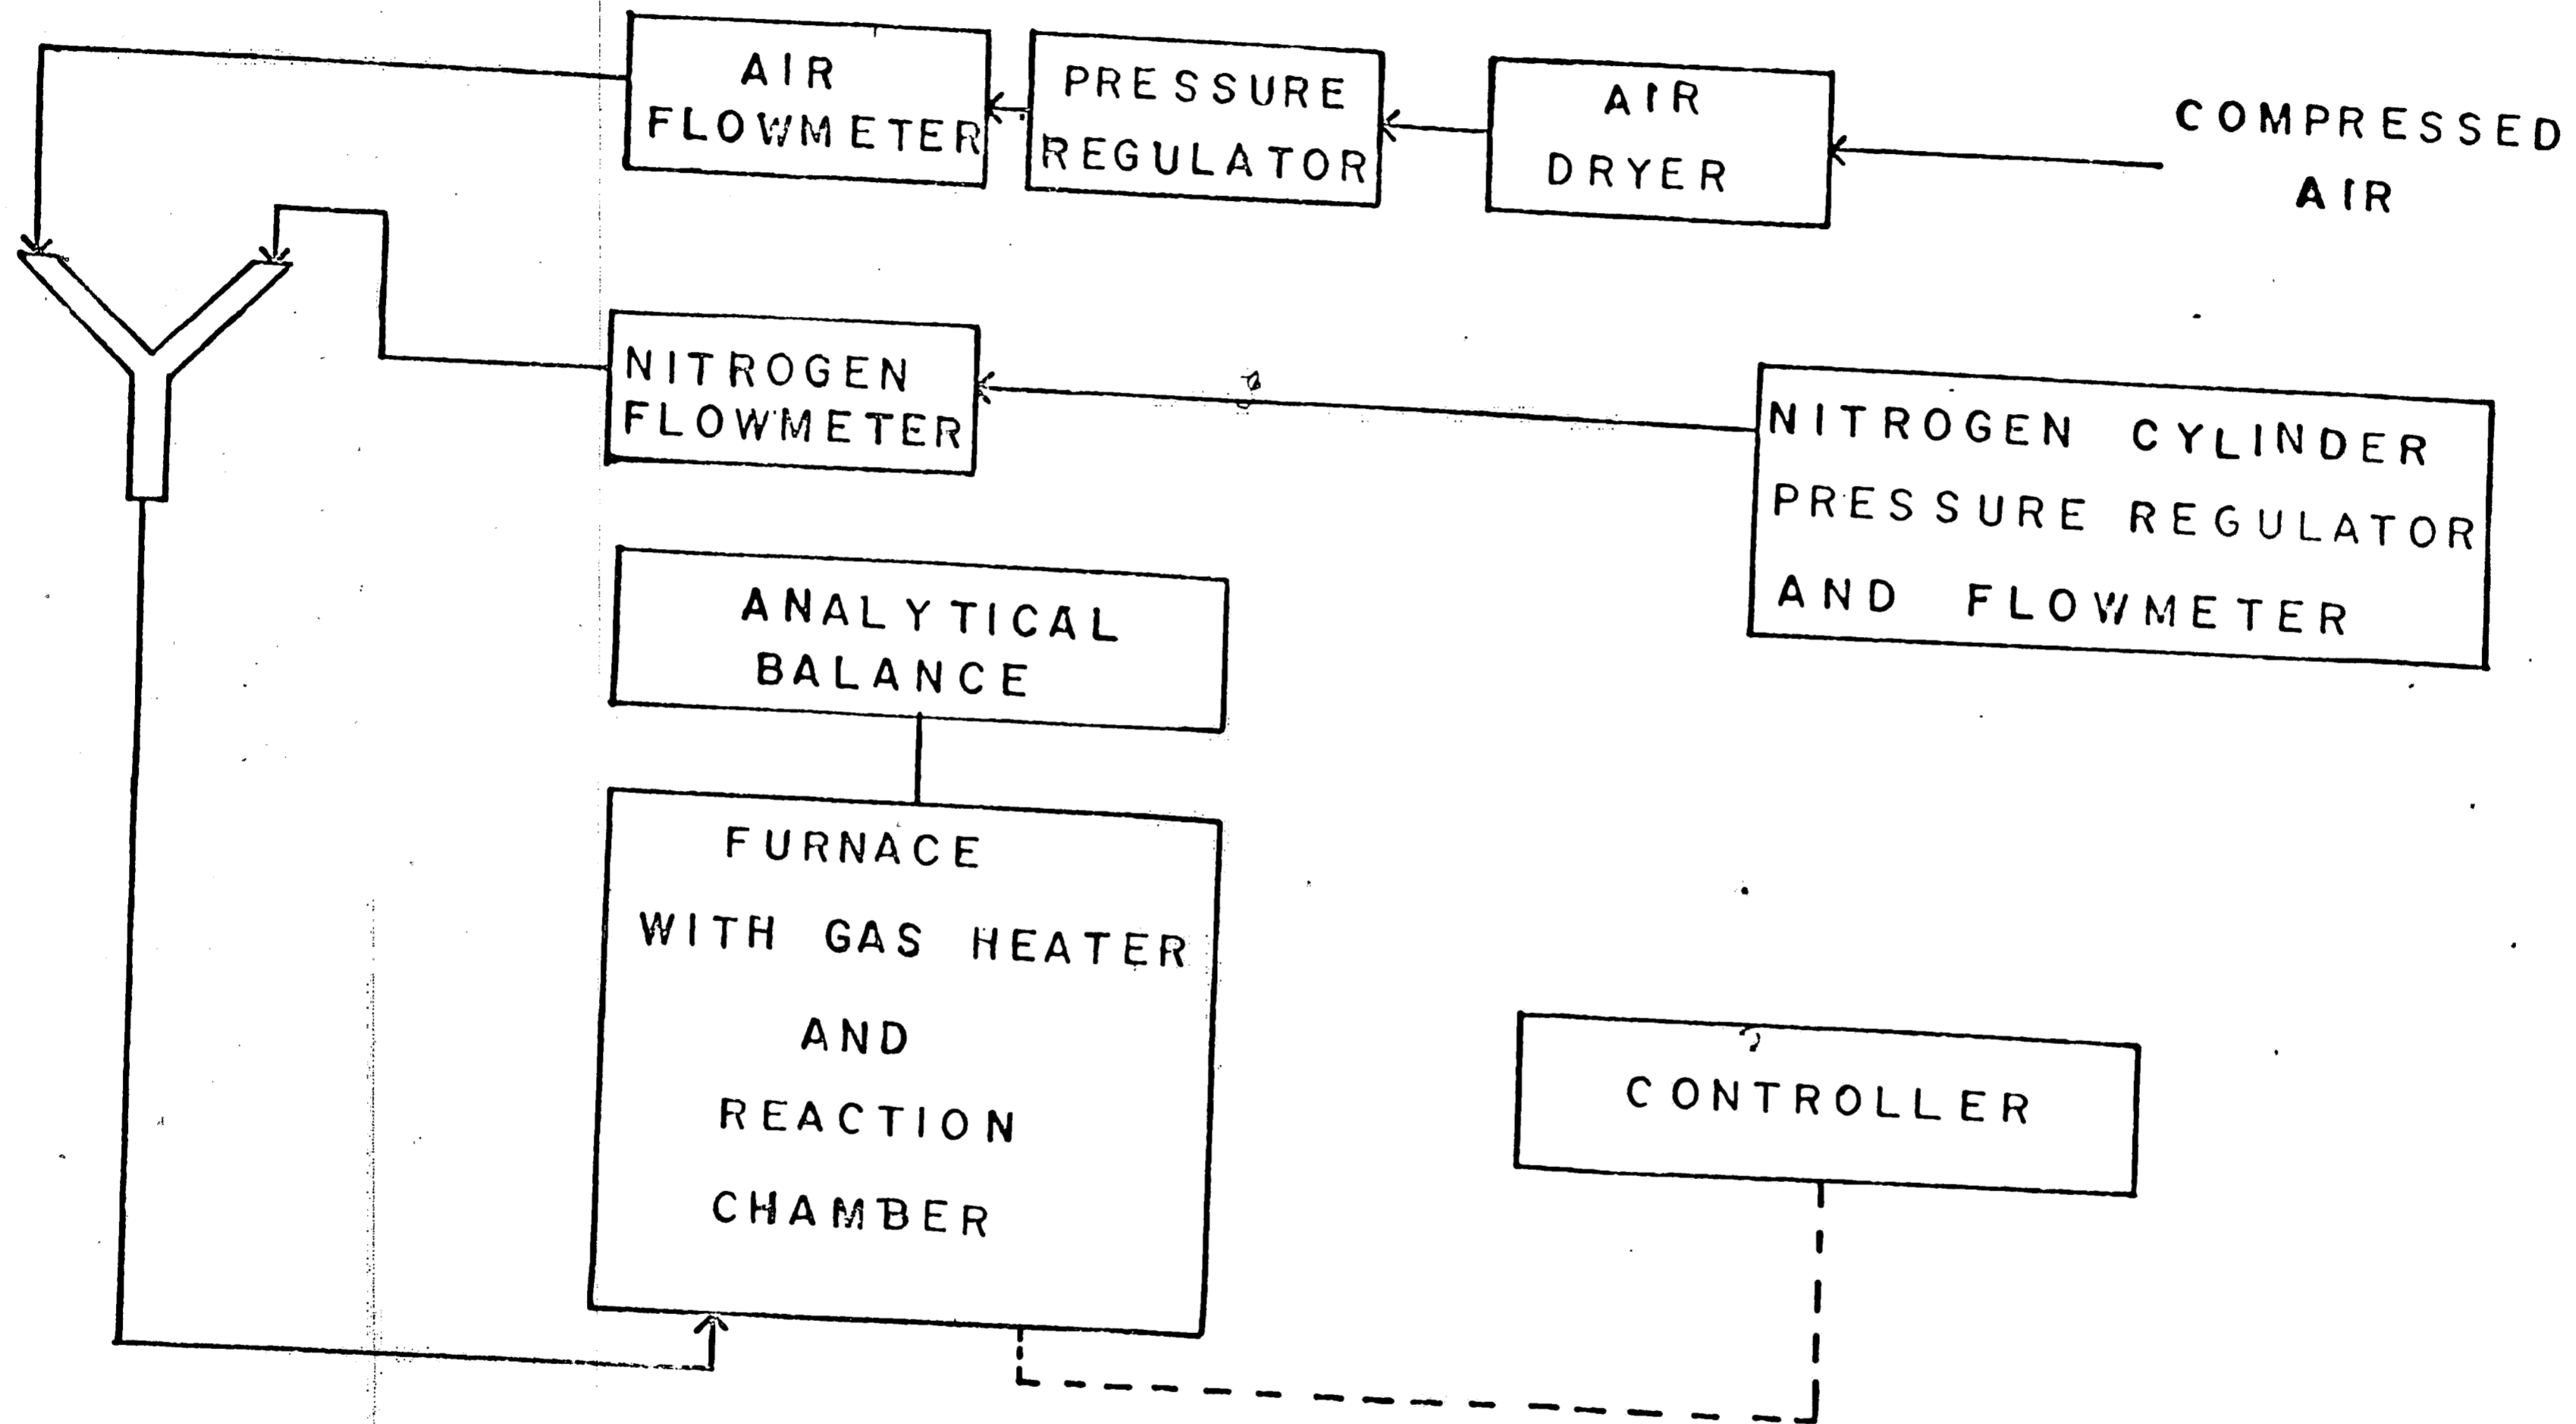 AIR
FLOWMETER
PRESSURE
REGULATOR
AIR
DRYER
COMPRESSED
AIR
NITROGEN
FLOWMETER
NITROGEN CYLINDER
PRESSURE REGULATOR
AND FLOWMETER
ANALYTICAL
BALANCE
FURNACE
WITH GAS HEATER
AND
REACTION
CHAMBER
CONTROLLER